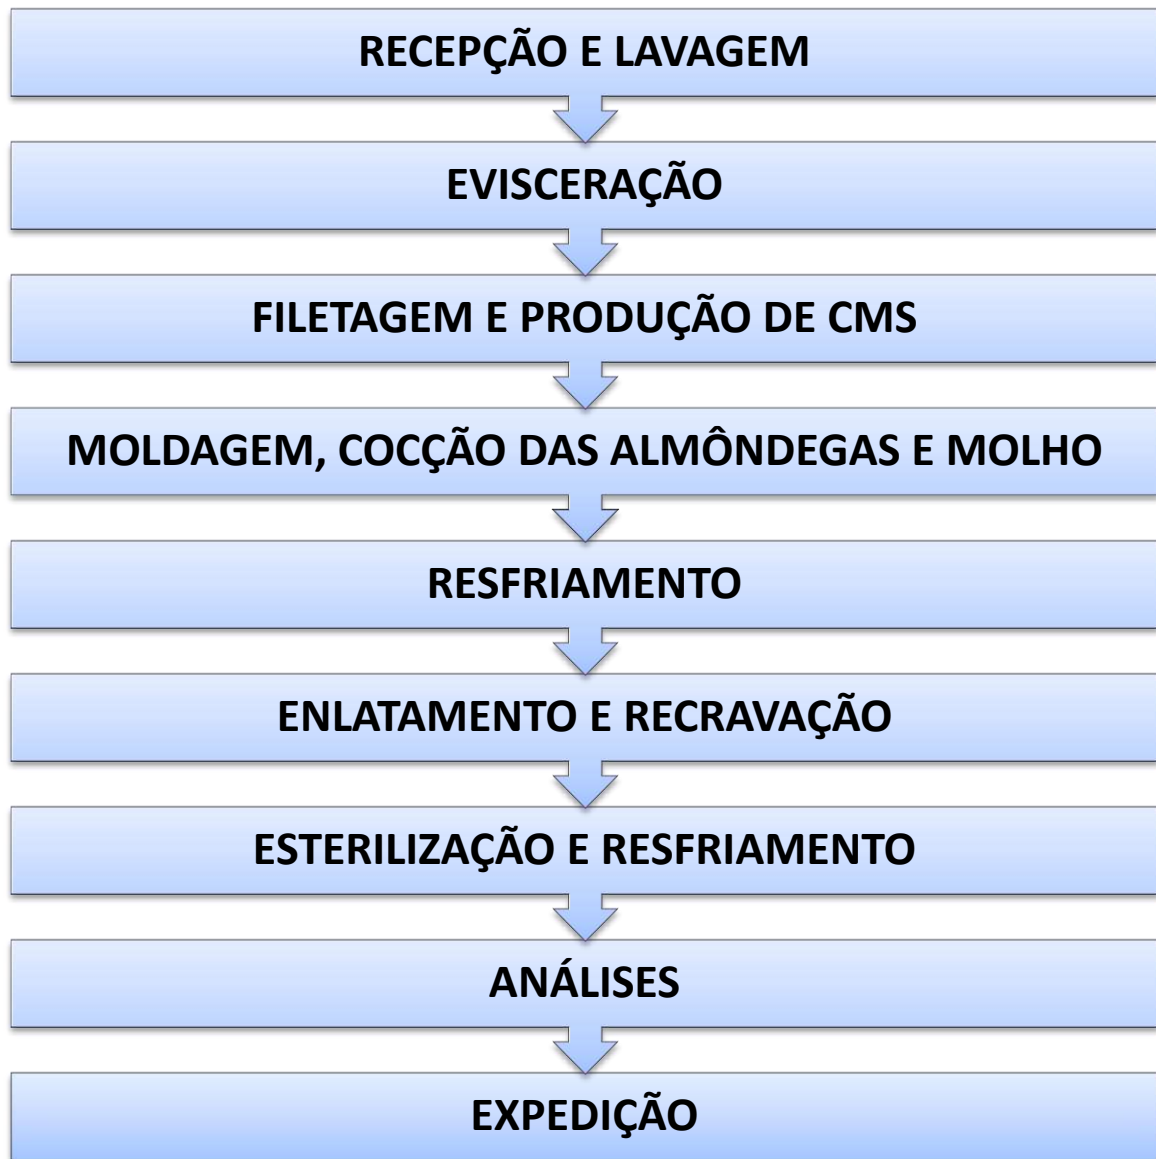 RECEPÇÃO E LAVAGEM
EVISCERAÇÃO
FILETAGEM E PRODUÇÃO DE CMS
MOLDAGEM, COCÇÃO DAS ALMÔNDEGAS E MOLHO
RESFRIAMENTO
ENLATAMENTO E RECRAVAÇÃO
ESTERILIZAÇÃO E RESFRIAMENTO
ANÁLISES
EXPEDIÇÃO